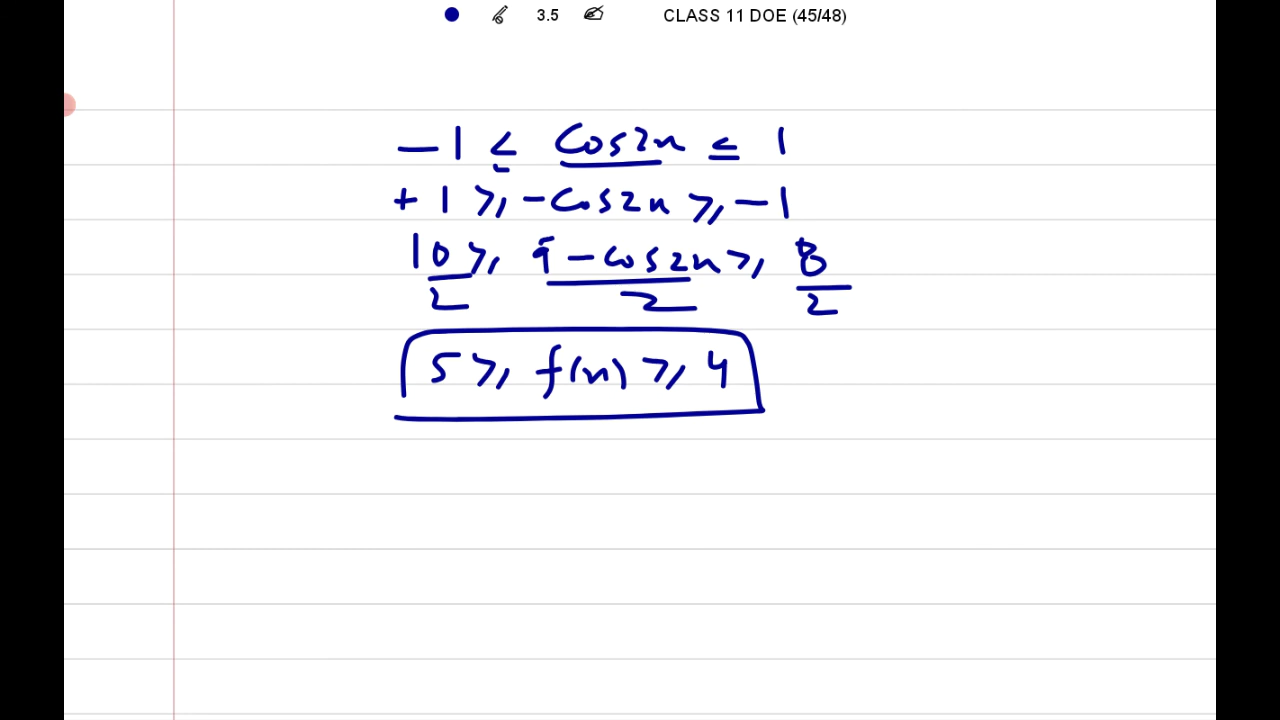 3.5 CLASS 11 DOE (45/48)
-1 ≤ Cos2x ≤ 1
+1 ≥ -Cos2x ≥ -1
10/2 ≥ 9-cos2x/2 ≥ 8/2
5 ≥ f(x) ≥ 4